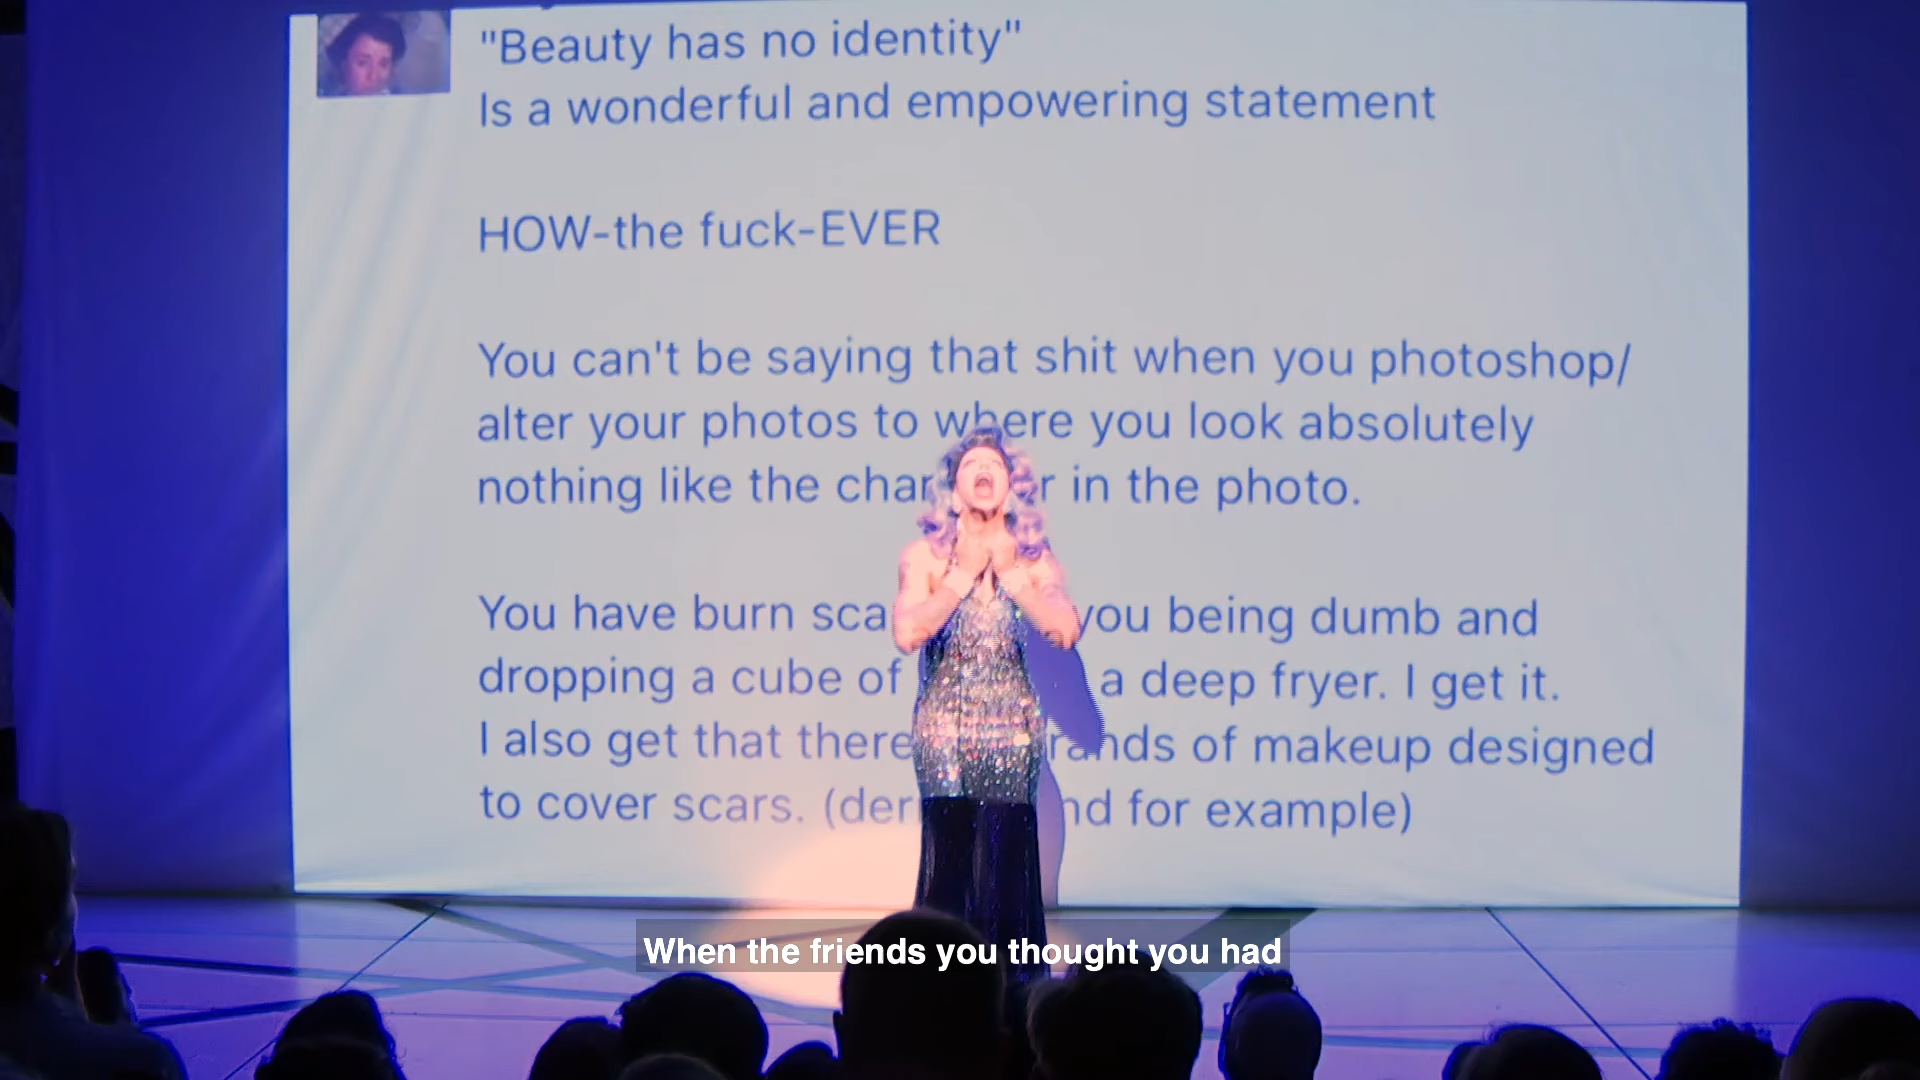 "Beauty has no identity"
Is a wonderful and empowering statement
HOW-the fuck-EVER
You can't be saying that shit when you photoshop/
alter your photos to where you look absolutely
nothing like the char r in the photo.
You have burn sca you being dumb and
dropping a cube of a deep fryer. I get it.
I also get that there rands of makeup designed
to cover scars. (der nd for example)
When the friends you thought you had